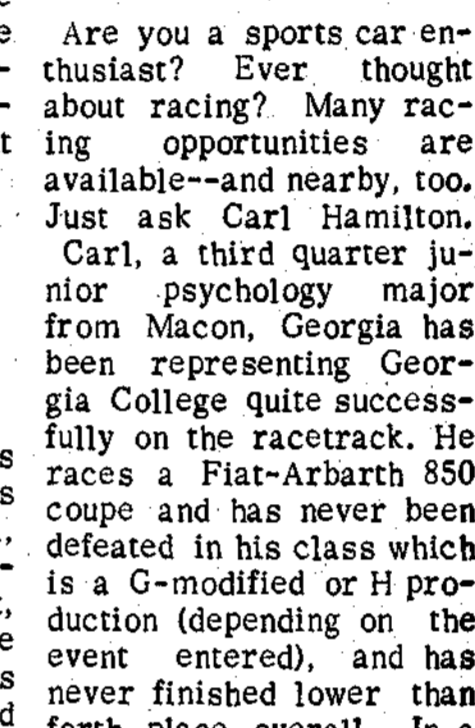 Are you a sports car en-
thusiast? Ever thought
about racing? Many rac-
ing opportunities are
available--and nearby, too.
Just ask Carl Hamilton.
Carl, a third quarter ju-
nior psychology major
from Macon, Georgia has
been representing Geor-
gia College quite success-
fully on the racetrack. He
races a Fiat-Arbarth 850
coupe and has never been
defeated in his class which
is a G-modified or H pro-
duction (depending on the
event entered), and has
never finished lower than
forth place overall. In